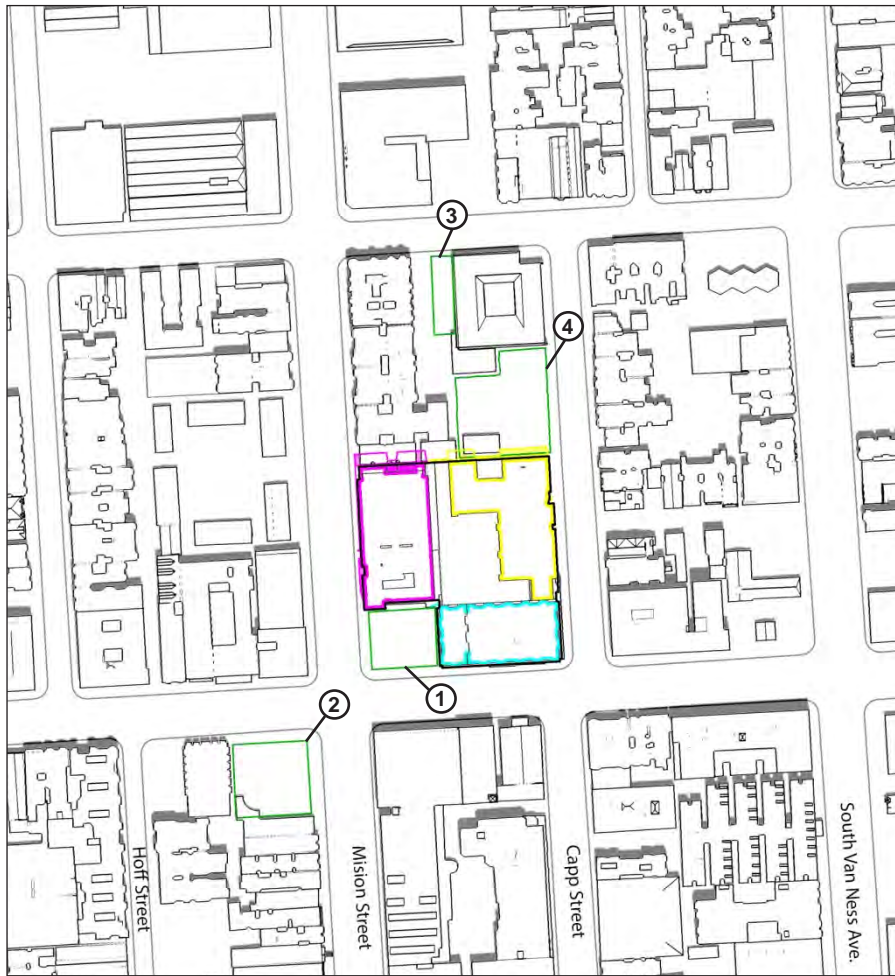 3
4
1
2
Hoff Street
Mision Street
Capp Street
South Van Ness Ave.